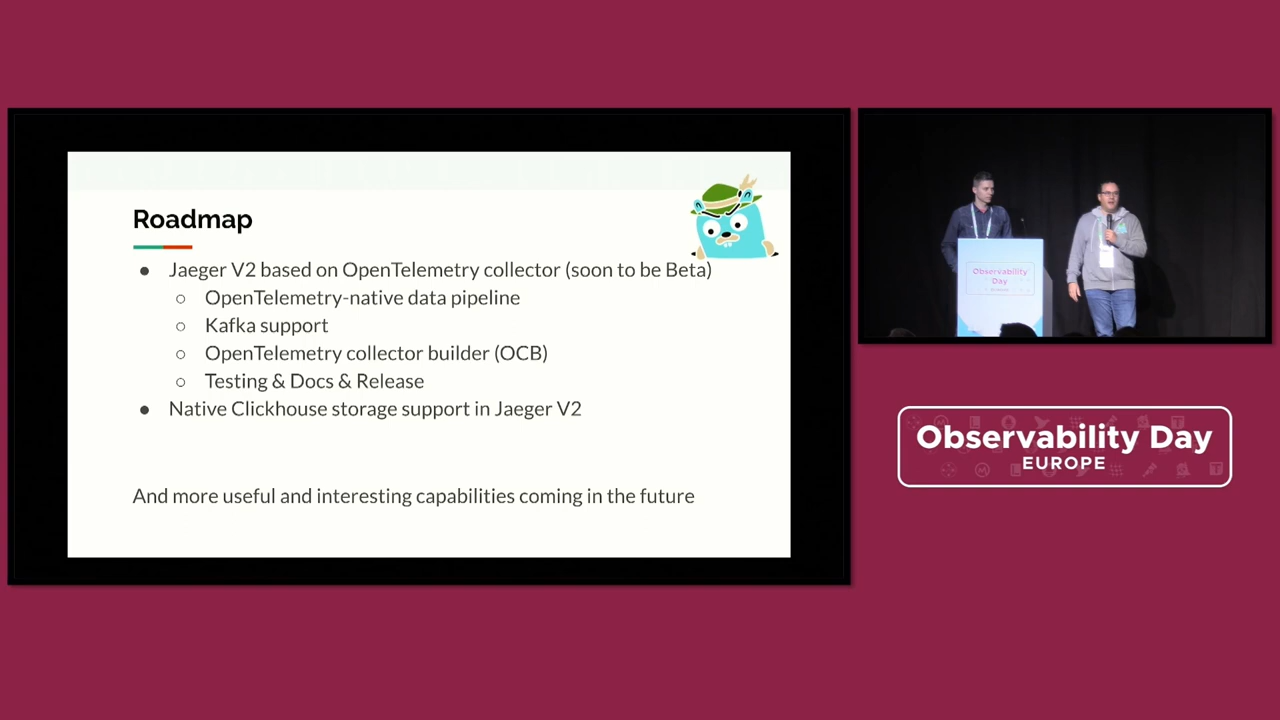 Roadmap
● Jaeger V2 based on OpenTelemetry collector (soon to be Beta)
○ OpenTelemetry-native data pipeline
○ Kafka support
○ OpenTelemetry collector builder (OCB)
○ Testing & Docs & Release
● Native Clickhouse storage support in Jaeger V2
And more useful and interesting capabilities coming in the future
Observability
Day
Observability Day
EUROPE